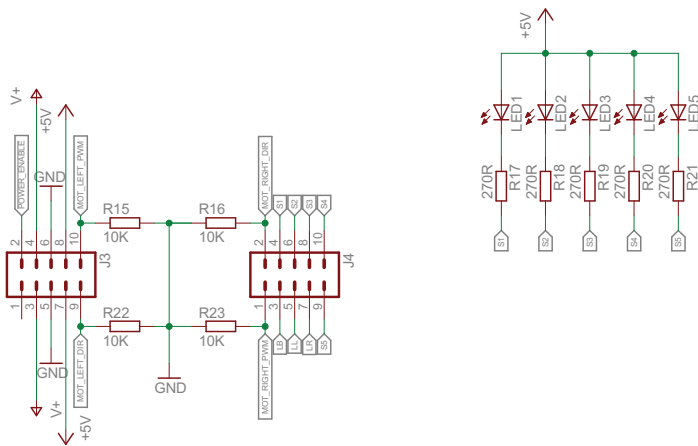 +5V
V+
+5V
POWER_ENABLE
GND
MOT_LEFT_PWM
MOT_RIGHT_DIR
S1
S2
S3
S4
LED1
LED2
LED3
LED4
LED5
270R
R17
270R
R18
270R
R19
270R
R20
270R
R21
S1
S2
S3
S4
S5
R15
10K
R16
10K
2
4
6
8
10
J3
2
4
6
8
10
J4
1
3
5
7
9
1
3
5
7
9
R22
10K
R23
10K
GND
MOT_LEFT_DIR
GND
MOT_RIGHT_PWM
LB
LL
LR
S5
V+
+5V